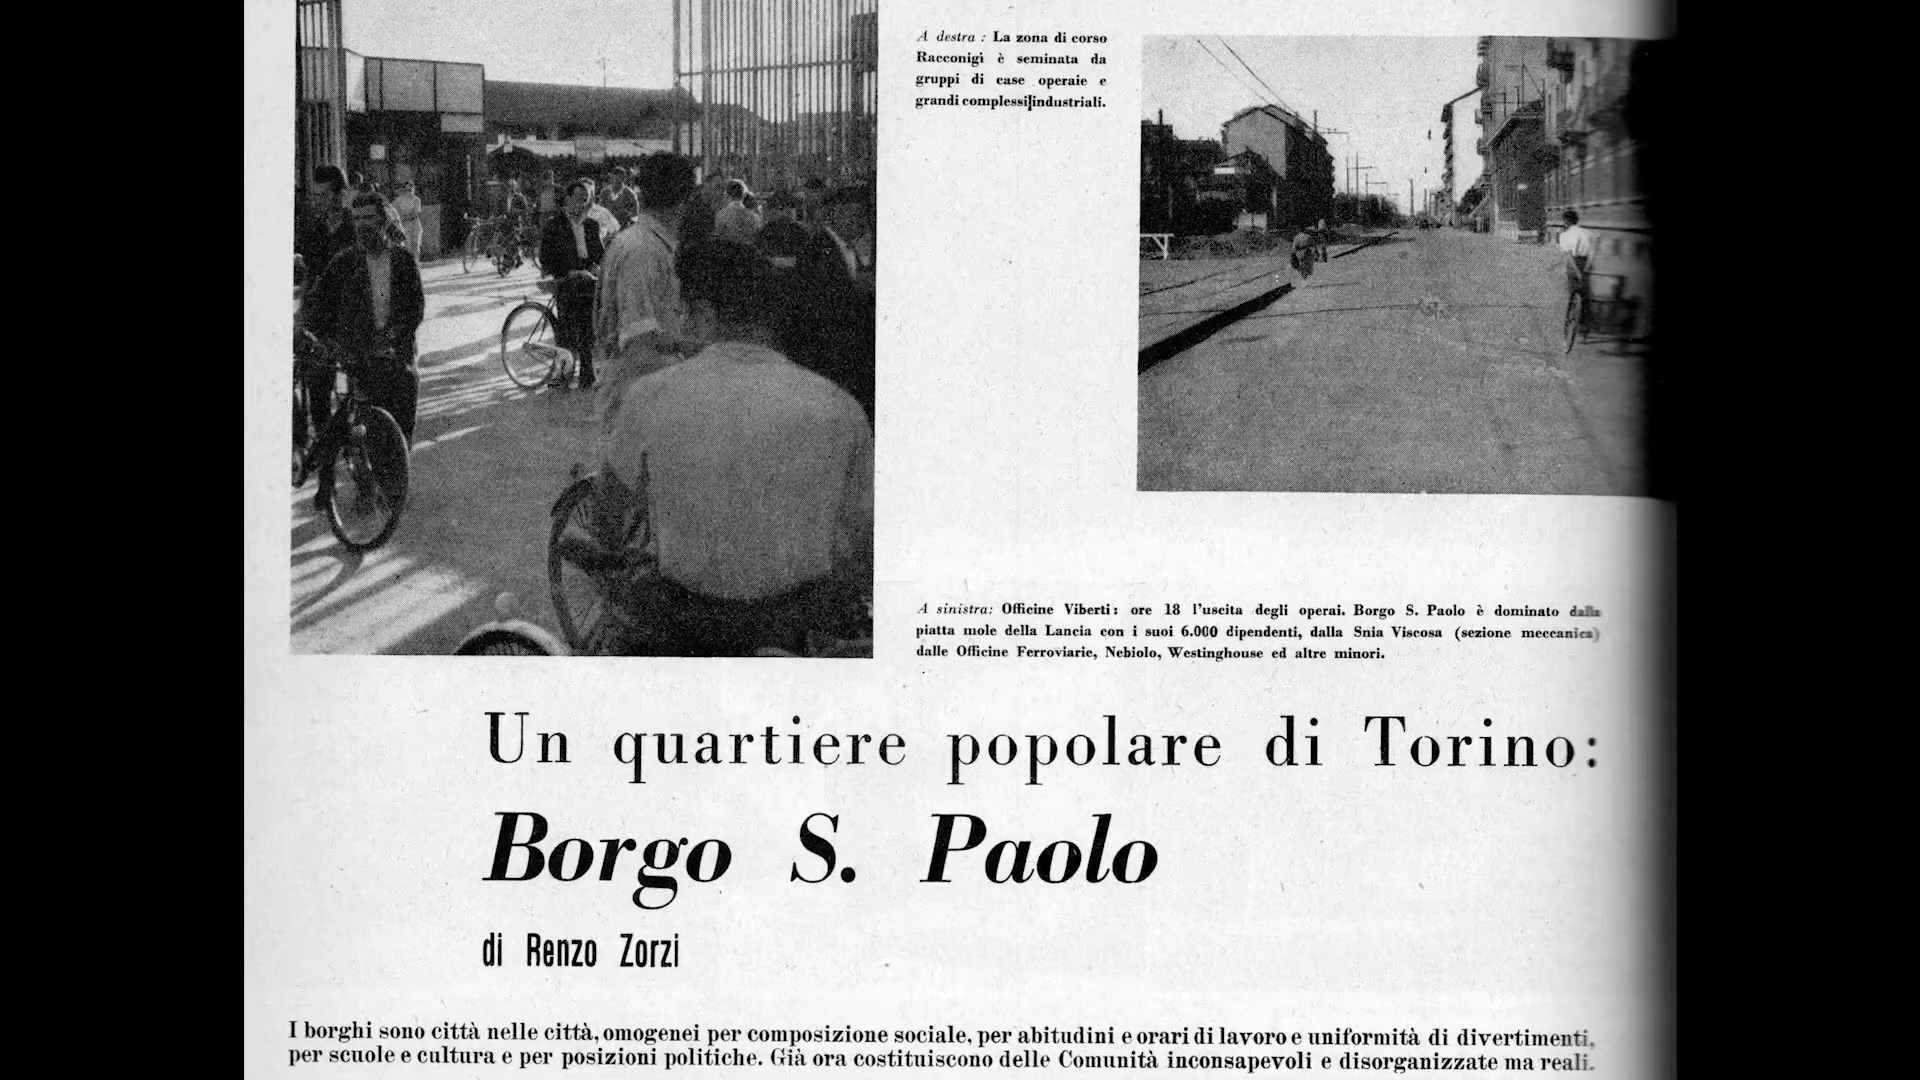 A destra : La zona di corso
Racconigi è seminata da
gruppi di case operaie e
grandi complessi industriali.
A sinistra: Officine Viberti: ore 18 l'uscita degli operai. Borgo S. Paolo è dominato dalla
piatta mole della Lancia con i suoi 6.000 dipendenti, dalla Snia Viscosa (sezione meccanica)
dalle Officine Ferroviarie, Nebiolo, Westinghouse ed altre minori.
Un quartiere popolare di Torino:
Borgo S. Paolo
di Renzo Zorzi
I borghi sono città nelle città, omogenei per composizione sociale, per abitudini e orari di lavoro e uniformità di divertimenti,
per scuole e cultura e per posizioni politiche. Già ora costituiscono delle Comunità inconsapevoli e disorganizzate ma reali.